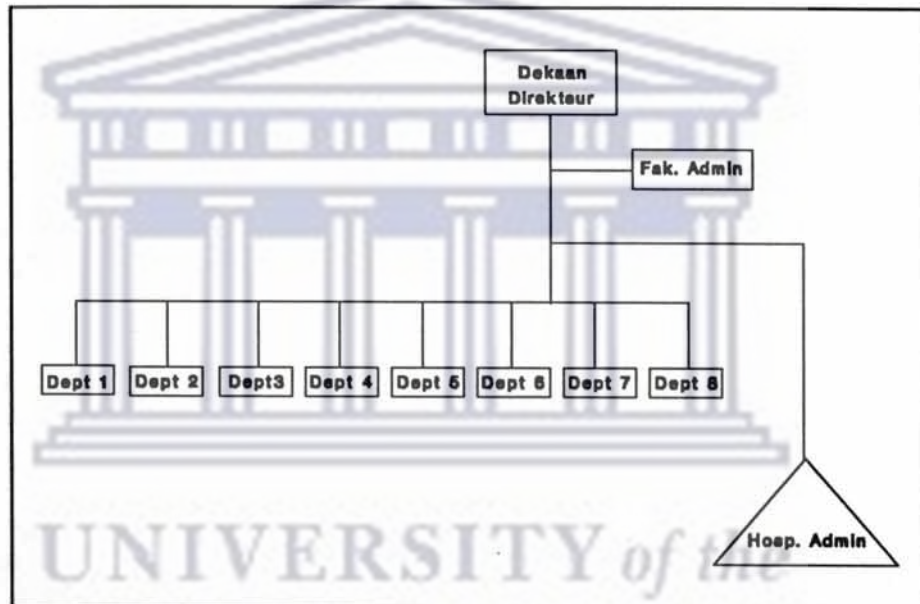 Dekaan
Direkteur
Fak. Admin
Dept 1 Dept 2 Dept3 Dept 4 Dept 5 Dept 6 Dept 7 Dept 8
Hosp. Admin
UNIVERSITY of the